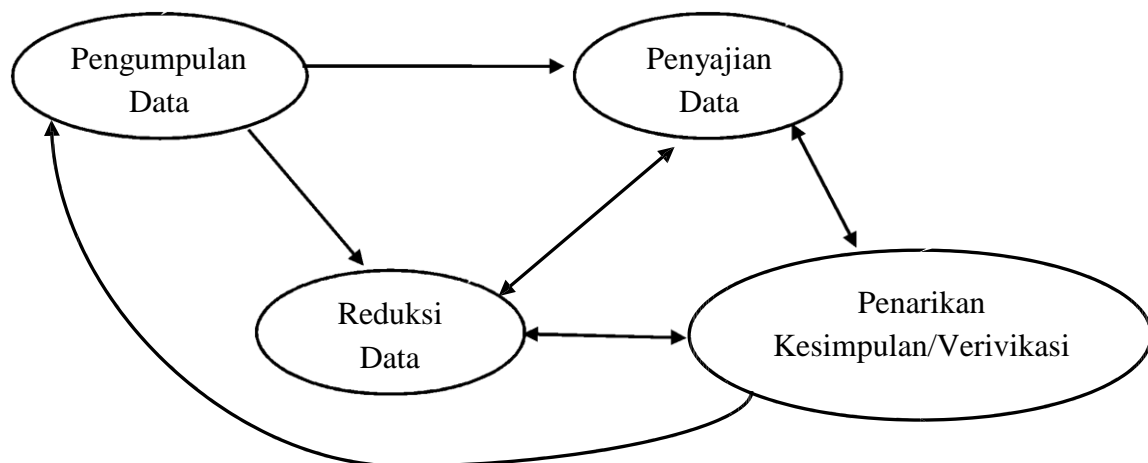 Pengumpulan
Data
Penyajian
Data
Reduksi
Data
Penarikan
Kesimpulan/Verivikasi